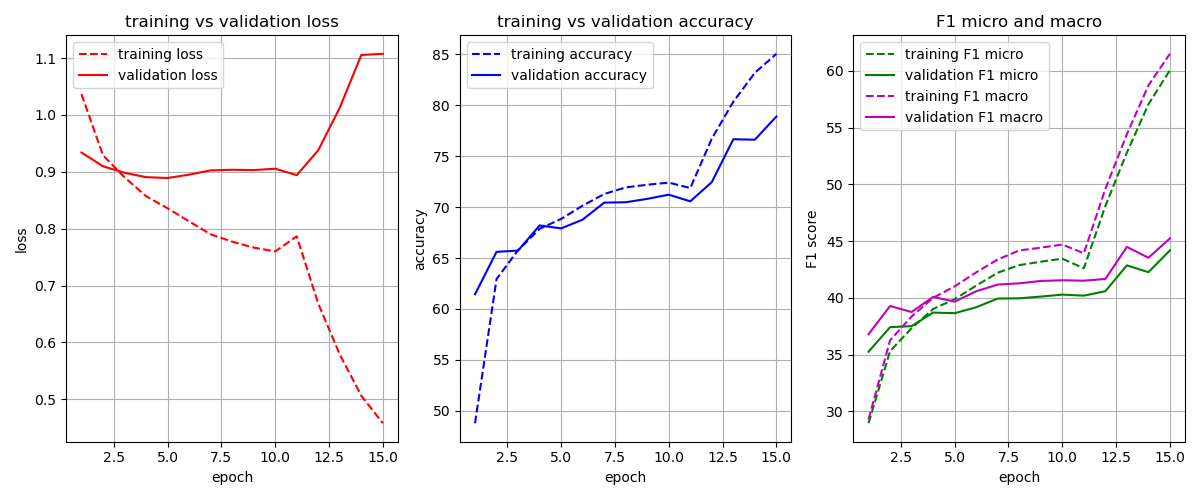 training vs validation loss
training loss
validation loss
1.1
1.0
0.9
0.8
0.7
0.6
0.5
loss
2.5 5.0 7.5 10.0 12.5 15.0
epoch
training vs validation accuracy
training accuracy
validation accuracy
85
80
75
70
65
60
55
50
accuracy
2.5 5.0 7.5 10.0 12.5 15.0
epoch
F1 micro and macro
training F1 micro
validation F1 micro
training F1 macro
validation F1 macro
60
55
50
45
40
35
30
F1 score
2.5 5.0 7.5 10.0 12.5 15.0
epoch